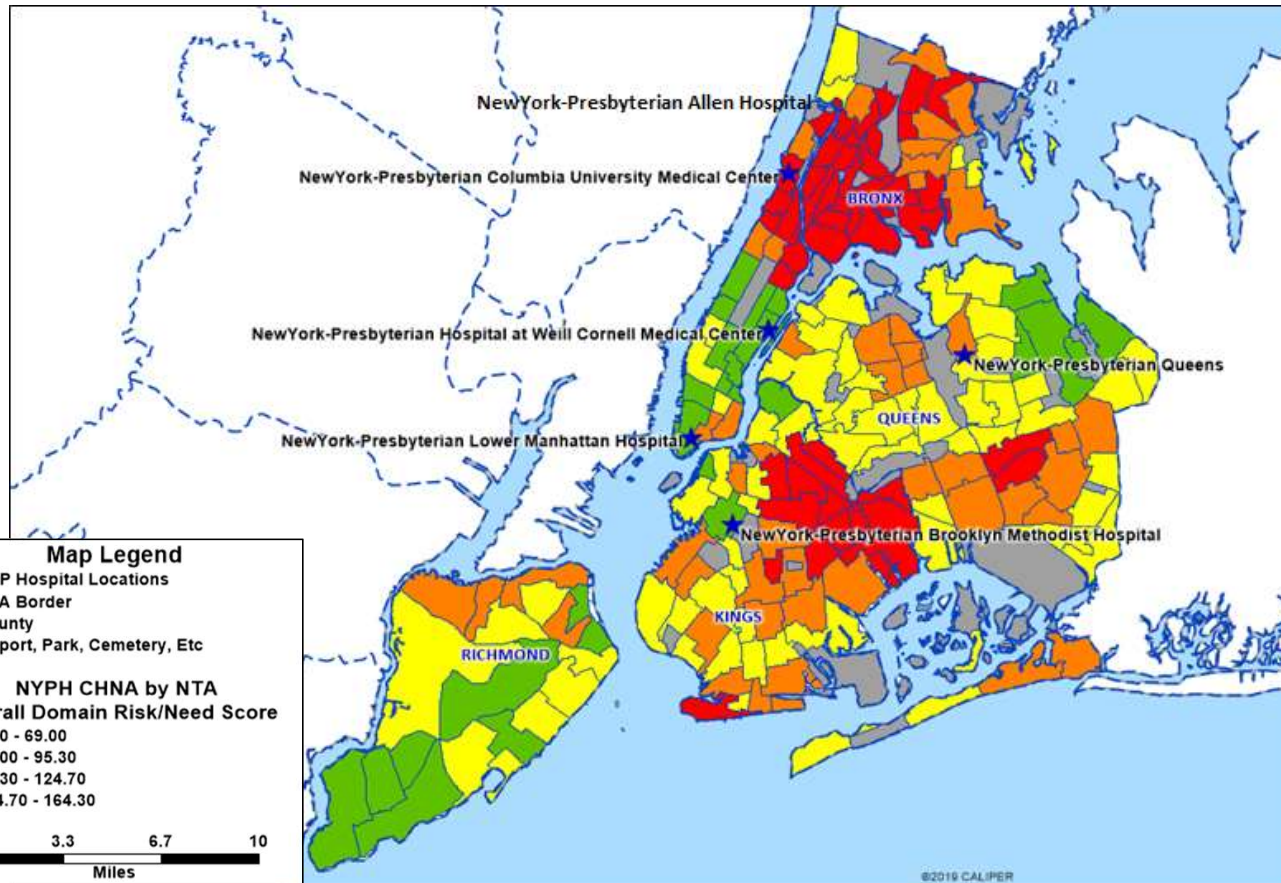 NewYork-Presbyterian Allen Hospital
NewYork-Presbyterian Columbia University Medical Center
BRONX
NewYork-Presbyterian Hospital at Weill Cornell Medical Center
NewYork-Presbyterian Queens
QUEENS
NewYork-Presbyterian Lower Manhattan Hospital
NewYork-Presbyterian Brooklyn Methodist Hospital
KINGS
RICHMOND
Map Legend
P Hospital Locations
A Border
unty
port, Park, Cemetery, Etc
NYPH CHNA by NTA
rall Domain Risk/Need Score
0 - 69.00
00 - 95.30
30 - 124.70
4.70 - 164.30
3.3 6.7 10
Miles
©2019 CALIPER